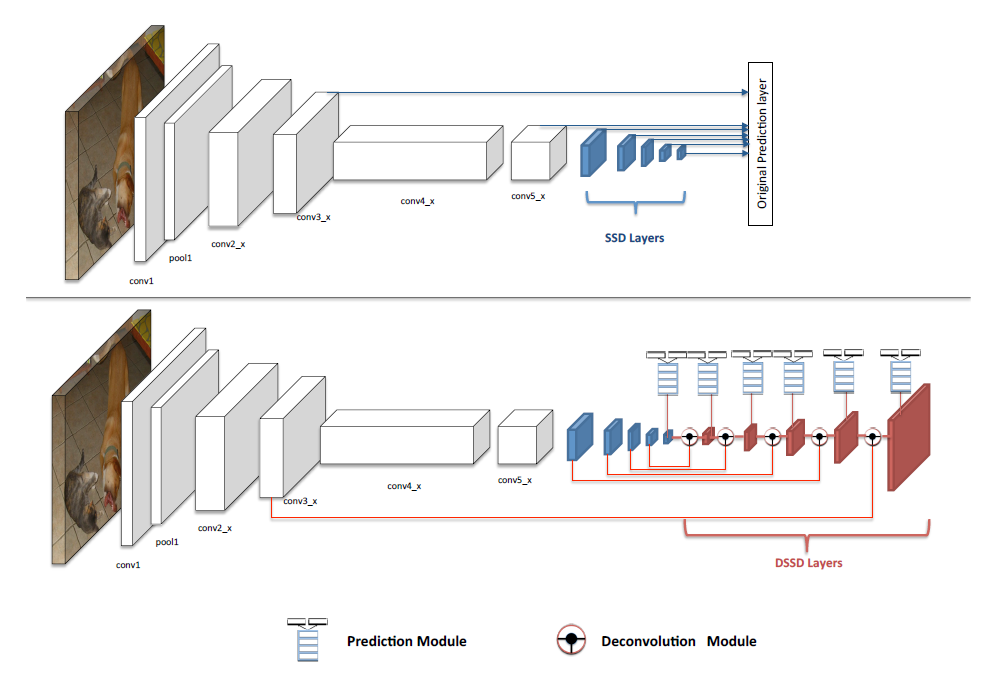 Original Prediction layer
conv1
pool1
conv2_x
conv3_x
conv4_x
conv5_x
SSD Layers
conv1
pool1
conv2_x
conv3_x
conv4_x
conv5_x
DSSD Layers
Prediction Module
Deconvolution Module